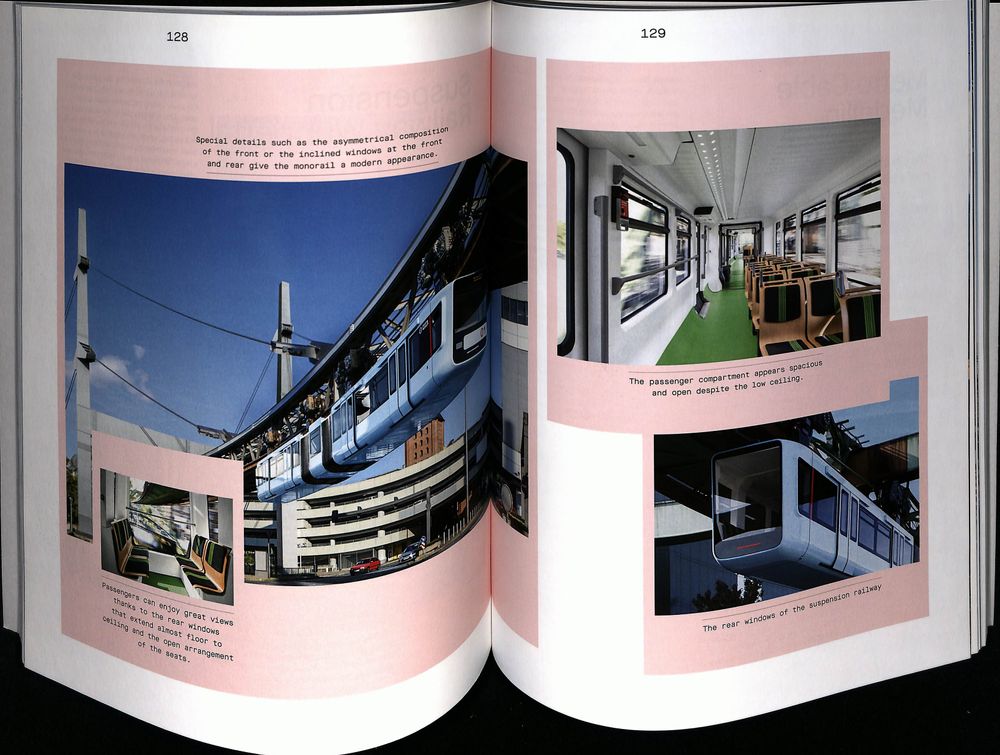 128
Special details such as the asymmetrical composition
of the front or the inclined windows at the front
and rear give the monorail a modern appearance.
Passengers can enjoy great views
thanks to the rear windows
that extend almost floor to
ceiling and the open arrangement
of the seats.
129
The passenger compartment appears spacious
and open despite the low ceiling.
The rear windows of the suspension railway